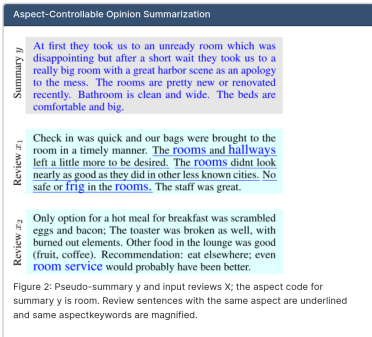 Aspect-Controllable Opinion Summarization
Summary y
At first they took us to an unready room which was
disappointing but after a short wait they took us to a
really big room with a great harbor scene as an apology
to the mess. The rooms are pretty new or renovated
recently. Bathroom is clean and wide. The beds are
comfortable and big.
Review x₁
Check in was quick and our bags were brought to the
room in a timely manner. The rooms and hallways
left a little more to be desired. The rooms didnt look
nearly as good as they did in other less known cities. No
safe or frig in the rooms. The staff was great.
Review x₂
Only option for a hot meal for breakfast was scrambled
eggs and bacon; The toaster was broken as well, with
burned out elements. Other food in the lounge was good
(fruit, coffee). Recommendation: eat elsewhere; even
room service would probably have been better.
Figure 2: Pseudo-summary y and input reviews X; the aspect code for
summary y is room. Review sentences with the same aspect are underlined
and same aspectkeywords are magnified.